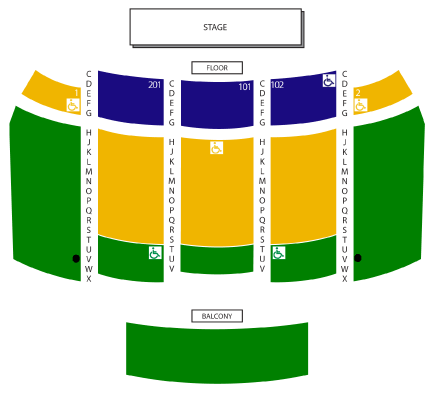 STAGE
FLOOR
1
201
101
102
2
C
D
E
F
G
H
J
K
L
M
N
O
P
Q
R
S
T
U
V
W
X
C
D
E
F
G
H
J
K
L
M
N
O
P
Q
R
S
T
U
V
C
D
E
F
G
H
J
K
L
M
N
O
P
Q
R
S
T
U
V
C
D
E
F
G
H
J
K
L
M
N
O
P
Q
R
S
T
U
V
W
X
BALCONY